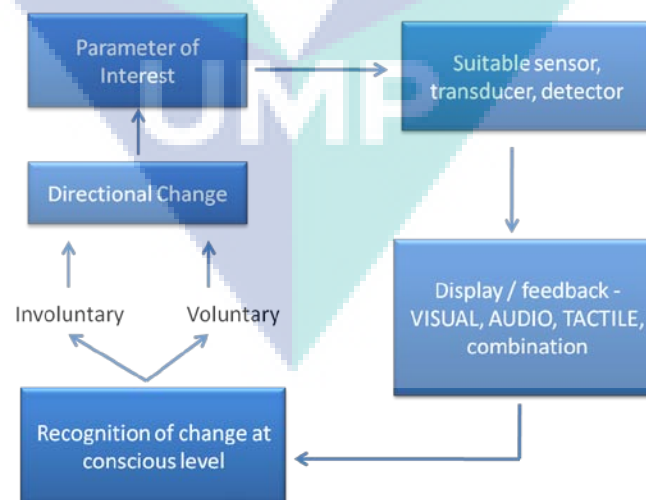 Parameter of
Interest
Suitable sensor,
transducer, detector
UMP
Directional Change
Display / feedback -
VISUAL, AUDIO, TACTILE,
combination
Involuntary
Voluntary
Recognition of change at
conscious level